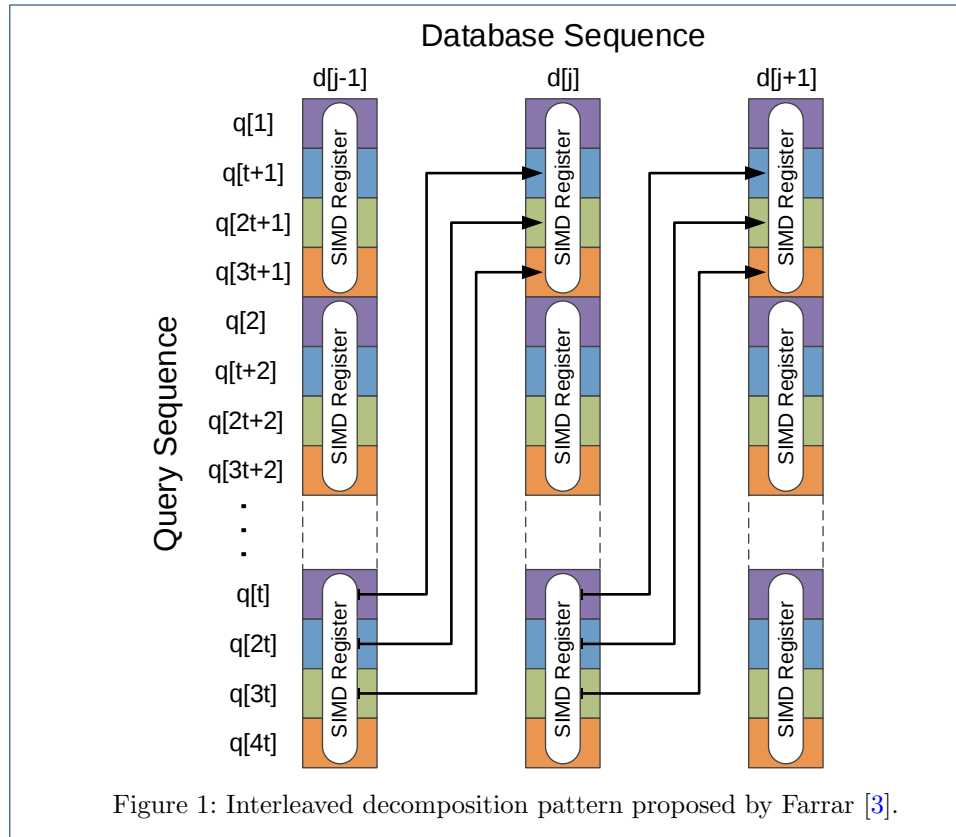 Database Sequence
d[j-1] d[j] d[j+1]
Query Sequence
q[1]
q[t+1]
q[2t+1]
q[3t+1]
SIMD Register SIMD Register SIMD Register
q[2]
q[t+2]
q[2t+2]
q[3t+2]
SIMD Register SIMD Register SIMD Register
. . .
q[t]
q[2t]
q[3t]
q[4t]
SIMD Register SIMD Register SIMD Register
Figure 1: Interleaved decomposition pattern proposed by Farrar [3].